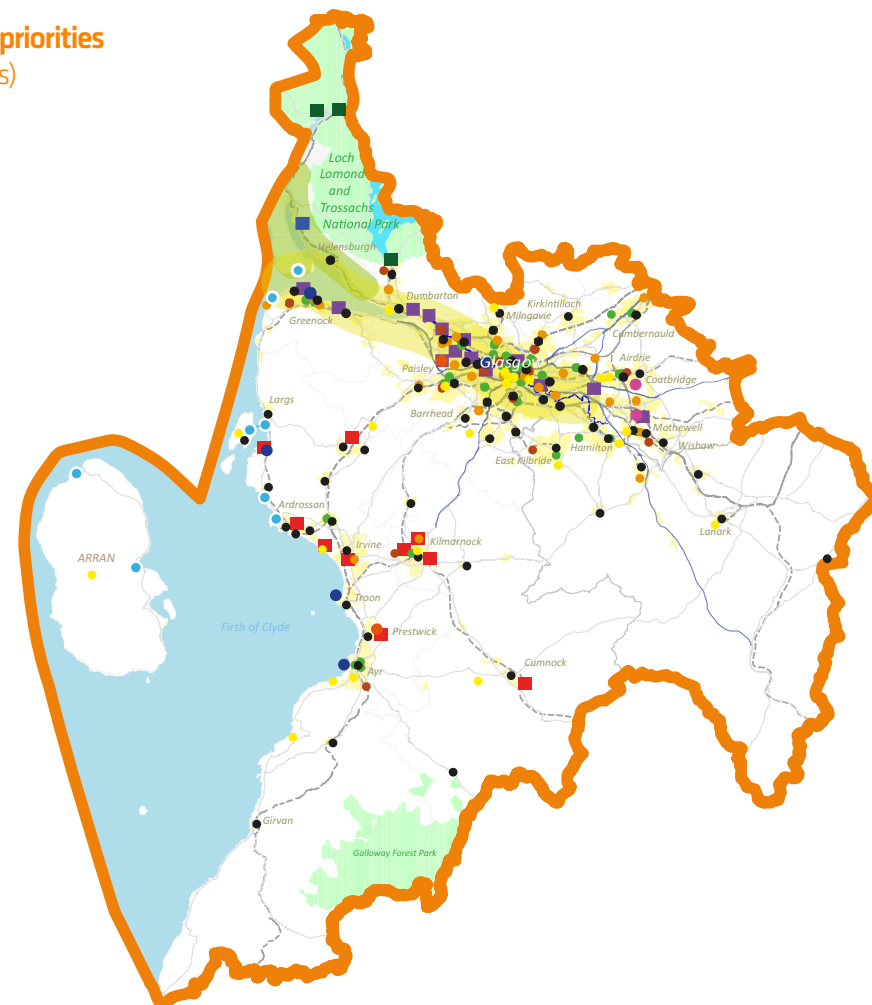 priorities
s)
Loch
Lomond
and
Trossachs
National Park
Helensburgh
Dumbarton
Kirkintilloch
Milngavie
Greenock
Cumbernauld
Glasgow
Airdrie
Paisley
Coatbridge
Largs
Barrhead
Mothewell
Hamilton
Wishaw
East Kilbride
Ardrossan
Lanark
Irvine
Kilmarnock
ARRAN
Troon
Firth of Clyde
Prestwick
Cumnock
Ayr
Girvan
Galloway Forest Park